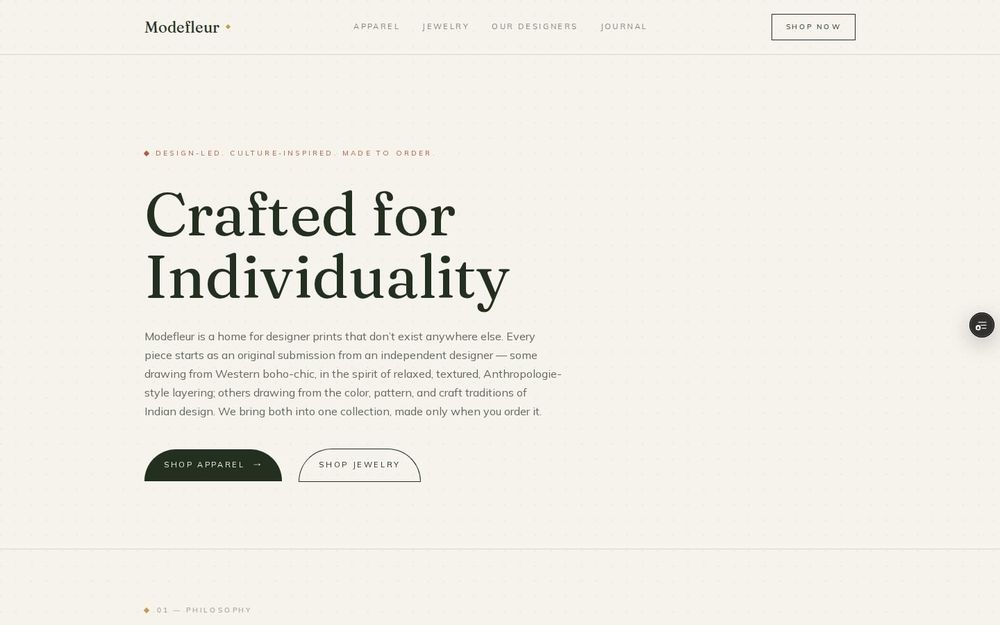 Modefleur
APPAREL
JEWELRY
OUR DESIGNERS
JOURNAL
SHOP NOW
DESIGN-LED. CULTURE-INSPIRED. MADE TO ORDER.
Crafted for
Individuality
Modefleur is a home for designer prints that don't exist anywhere else. Every
piece starts as an original submission from an independent designer — some
drawing from Western boho-chic, in the spirit of relaxed, textured, Anthropologie-
style layering; others drawing from the color, pattern, and craft traditions of
Indian design. We bring both into one collection, made only when you order it.
SHOP APPAREL →
SHOP JEWELRY
01 — PHILOSOPHY